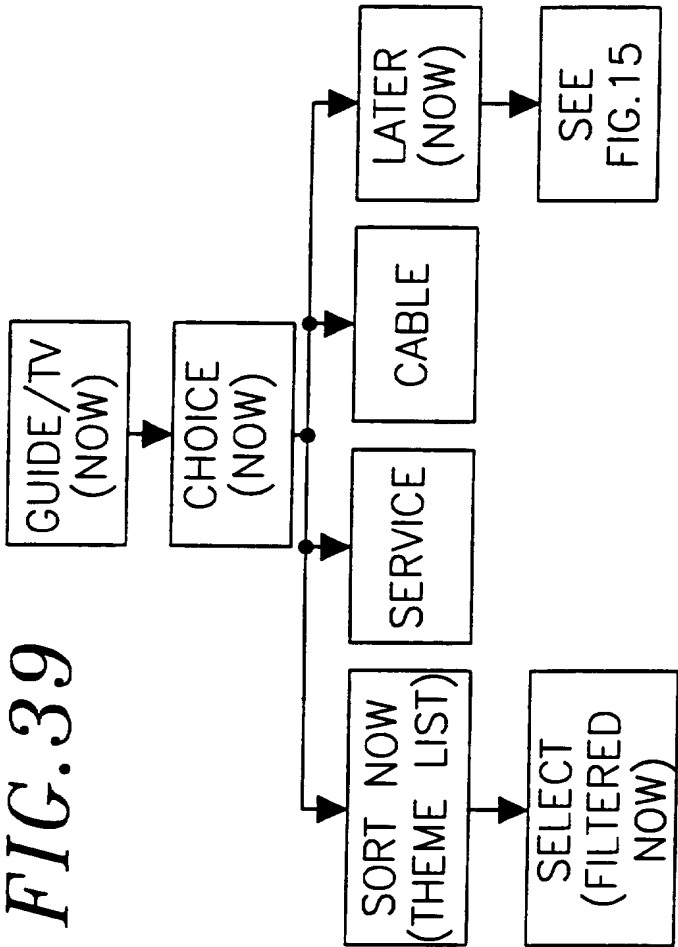 FIG.39
GUIDE/TV
(NOW)
CHOICE
(NOW)
SORT NOW
(THEME LIST)
SERVICE
CABLE
LATER
(NOW)
SELECT
(FILTERED
NOW)
SEE
FIG.15